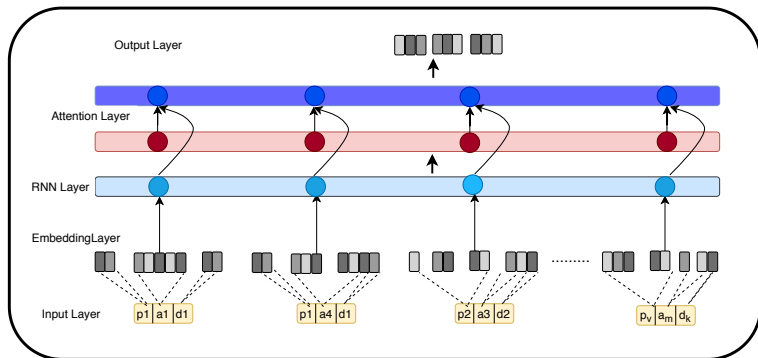 Output Layer
Attention Layer
RNN Layer
EmbeddingLayer
Input Layer
p1 a1 d1
p1 a4 d1
p2 a3 d2
pv am dk